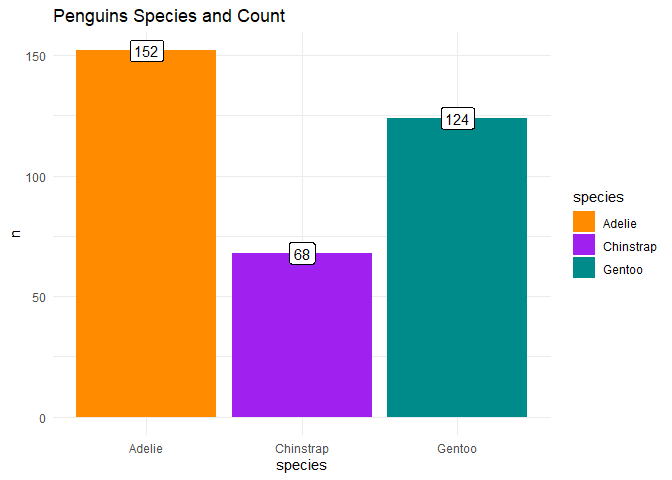 Penguins Species and Count
150
100
50
0
n
152
68
124
Adelie
Chinstrap
Gentoo
species
species
Adelie
Chinstrap
Gentoo